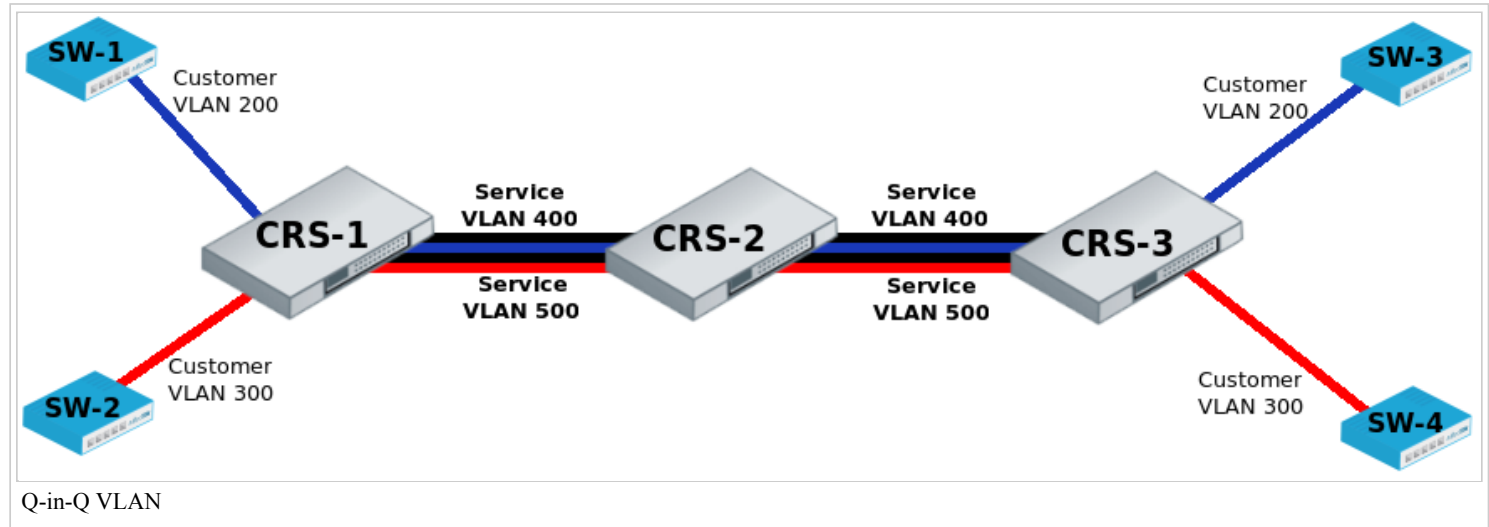 SW-1
Customer
VLAN 200
SW-3
Customer
VLAN 200
Service
VLAN 400
Service
VLAN 400
CRS-1
CRS-2
CRS-3
Service
VLAN 500
Service
VLAN 500
Customer
VLAN 300
SW-2
Customer
VLAN 300
SW-4
Q-in-Q VLAN